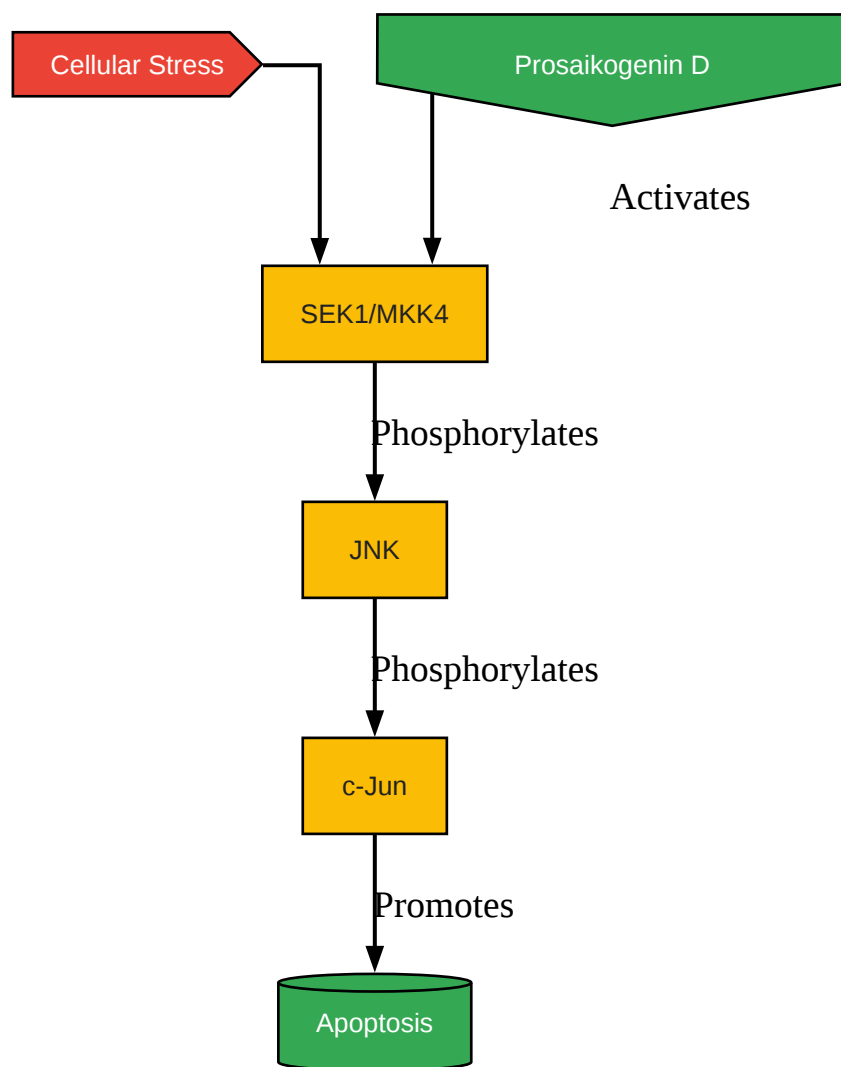 Cellular Stress
Prosaikogenin D
Activates
SEK1/MKK4
Phosphorylates
JNK
Phosphorylates
c-Jun
Promotes
Apoptosis